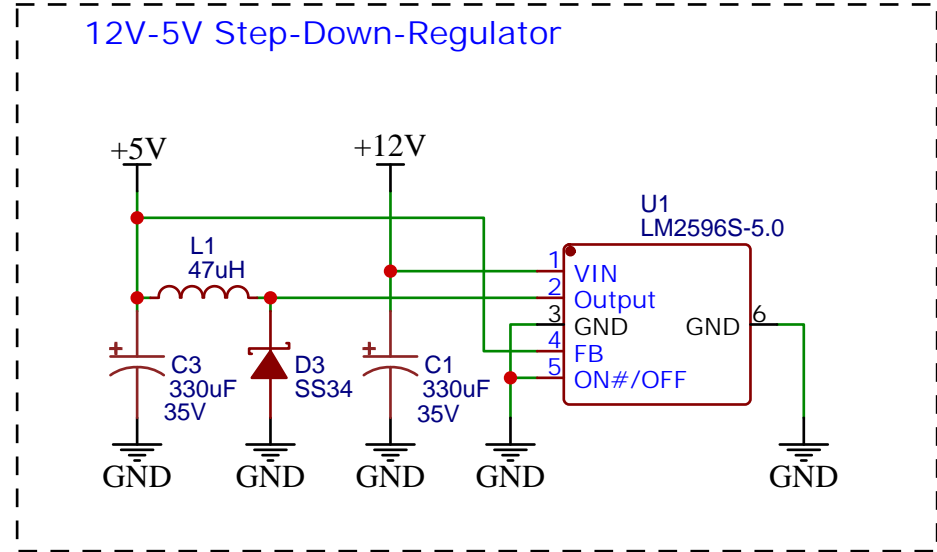 12V-5V Step-Down-Regulator
+5V
+12V
U1
LM2596S-5.0
L1
47uH
1
VIN
2
Output
3
GND
GND
6
4
FB
5
ON#/OFF
C3
330uF
35V
D3
SS34
C1
330uF
35V
GND
GND
GND
GND
GND